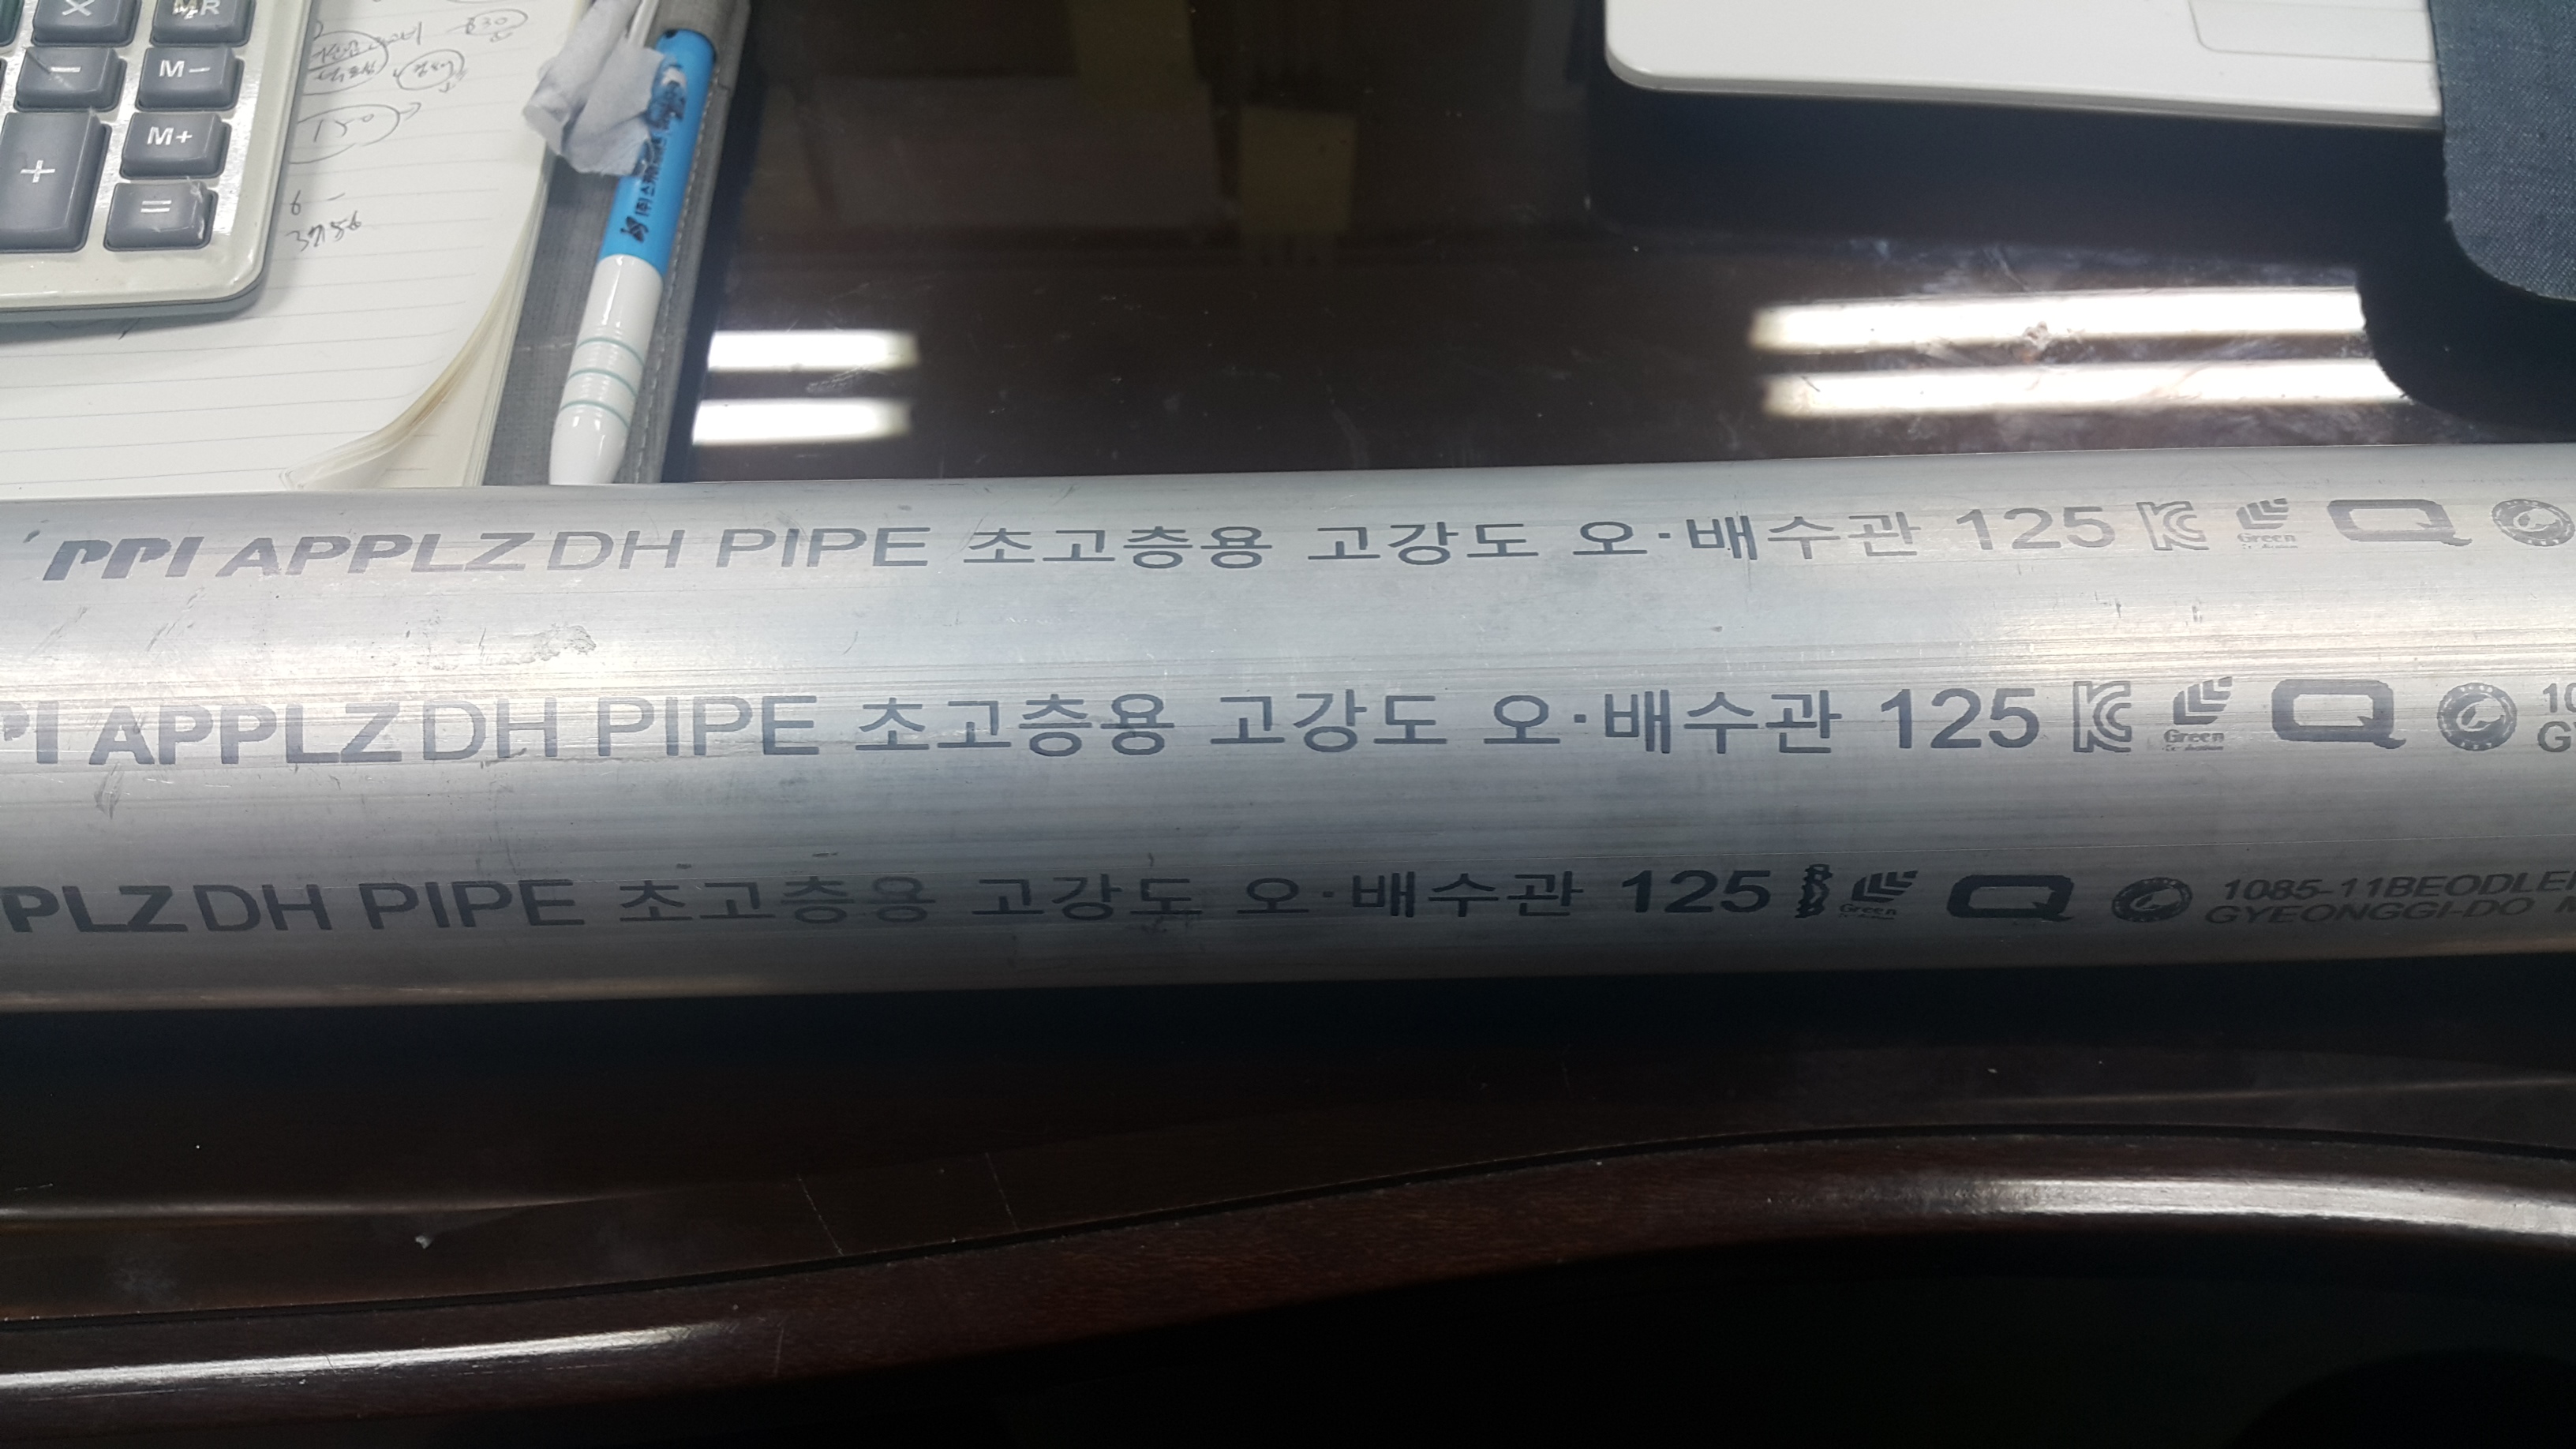 ×
−
M−
+
M+
=
PPI APPLZ DH PIPE 초고층용 고강도 오·배수관 125 KC Green Q
PI APPLZ DH PIPE 초고층용 고강도 오·배수관 125 KC Green Q
PLZ DH PIPE 초고층용 고강도 오·배수관 125 Green Q 1085-11BEODLE
GYEONGGI-DO